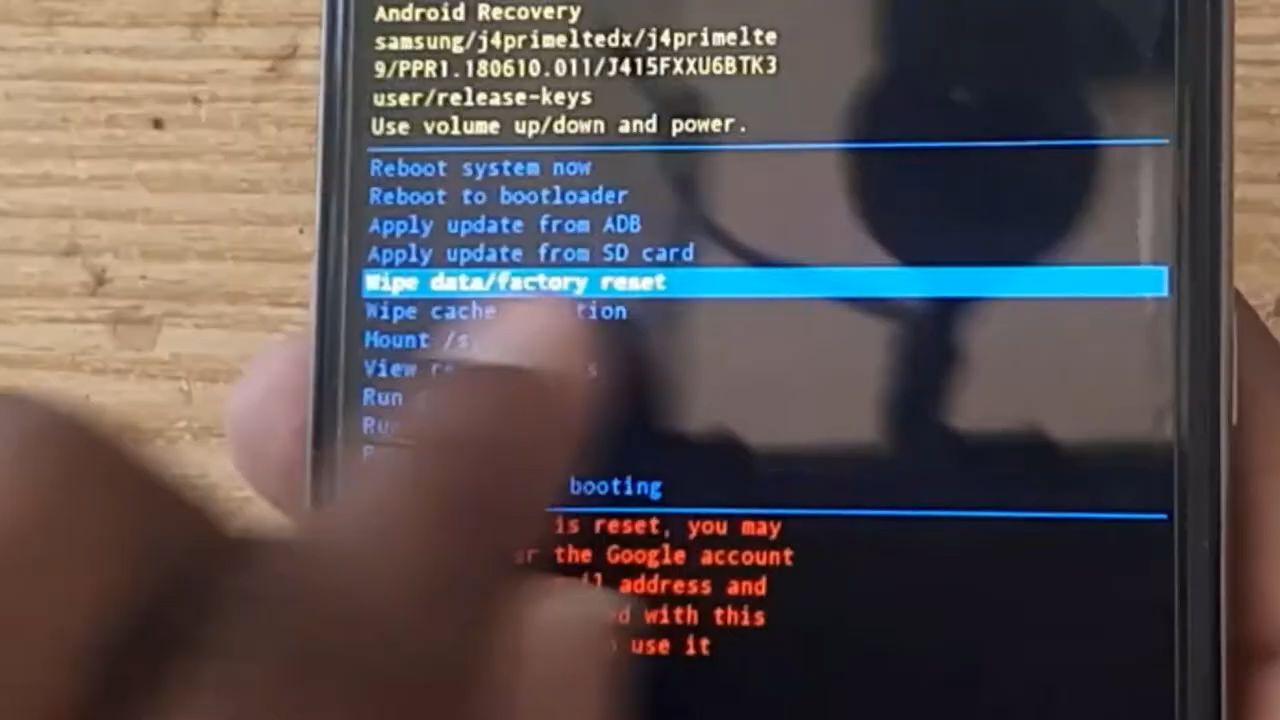 Android Recovery
samsung/j4primeltedx/j4primelte
9/PPR1.180610.011/J415FXXU6BTK3
user/release-keys
Use volume up/down and power.
Reboot system now
Reboot to bootloader
Apply update from ADB
Apply update from SD card
Wipe data/factory reset
Wipe cache
Mount
View
Run
booting
is reset, you may
the Google account
address and
with this
use it